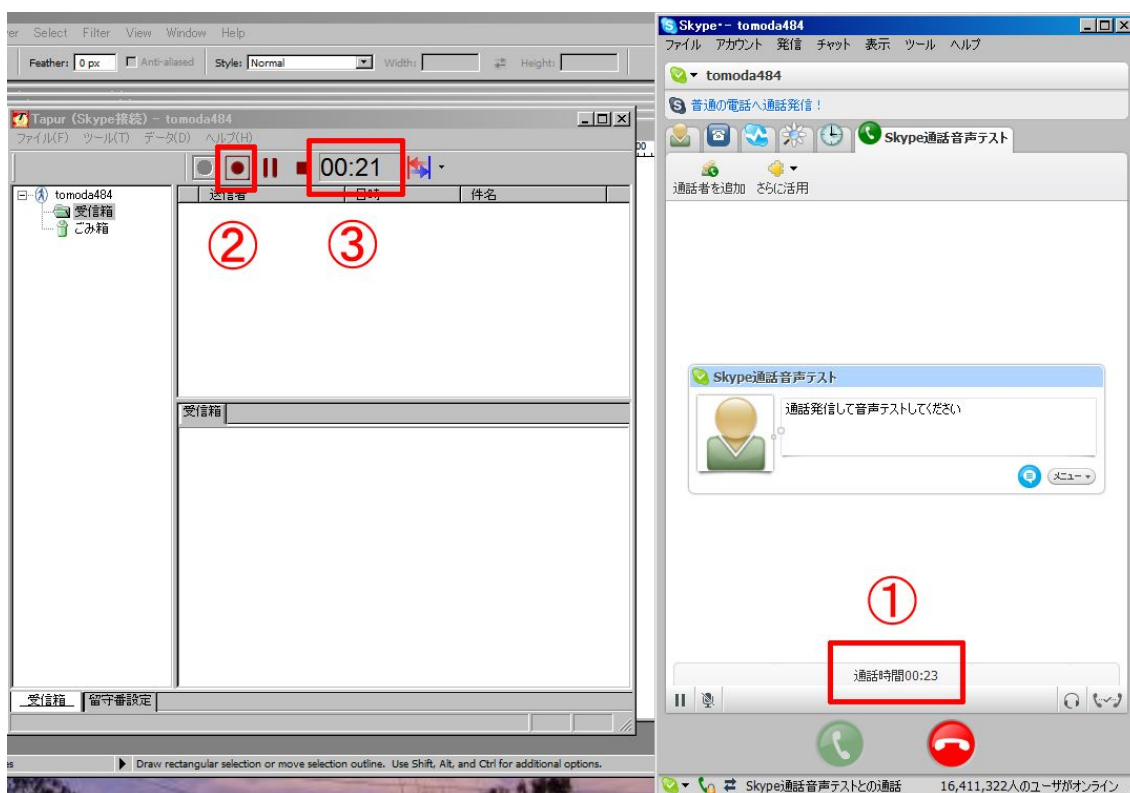 Select Filter View Window Help
Feather: 0 px Anti-aliased Style: Normal Width: Height:
Tapur (Skype接続) - tomoda484
ファイル(F) ツール(T) データ(D) ヘルプ(H)
00:21
tomoda484
受信箱
ごみ箱
送信者 日時 件名
② ③
受信箱
受信箱 留守番設定
Draw rectangular selection or move selection outline. Use Shift, Alt, and Ctrl for additional options.
Skype - tomoda484
ファイル アカウント 発信 チャット 表示 ツール ヘルプ
tomoda484
普通の電話へ通話発信！
Skype通話音声テスト
通話者を追加 さらに活用
Skype通話音声テスト
通話発信して音声テストしてください
メニュー
①
通話時間00:23
Skype通話音声テストとの通話 16,411,322人のユーザがオンライン